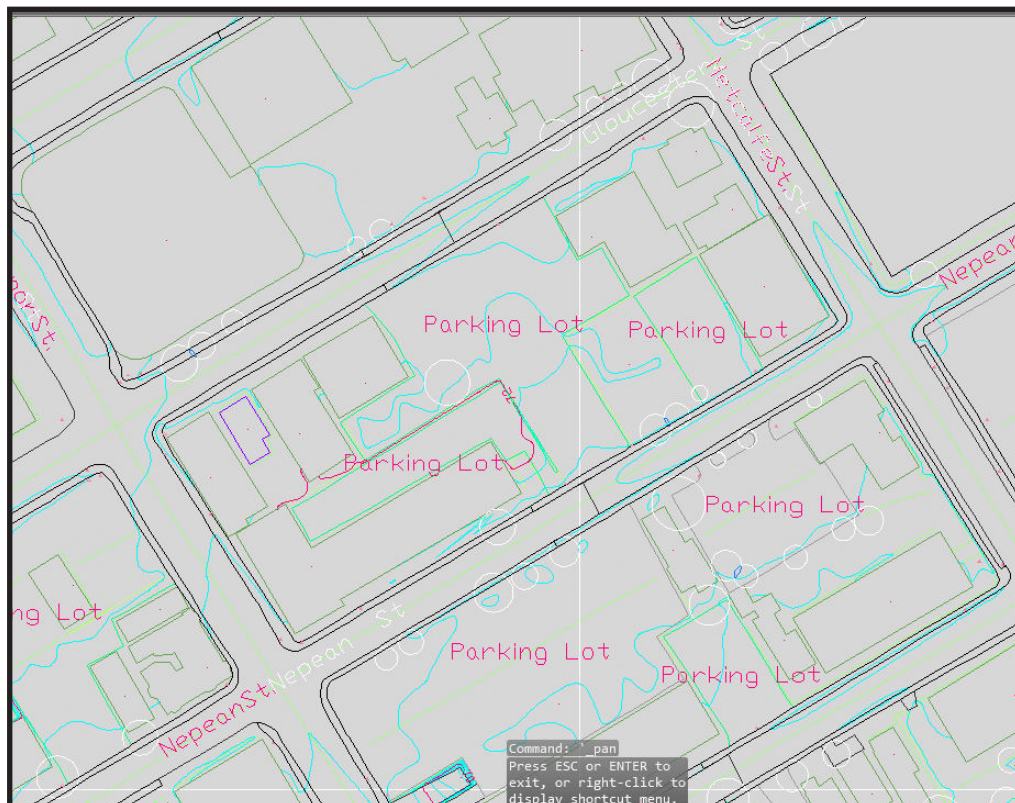 Gloucester St
Metcalfe St.
St
Nepean
St.
Parking Lot
Parking Lot
72
Parking Lot
Parking Lot
ng Lot
Nepean St
Parking Lot
Parking Lot
NepeanSt.
Command: '_pan
Press ESC or ENTER to
exit, or right-click to
display shortcut menu.